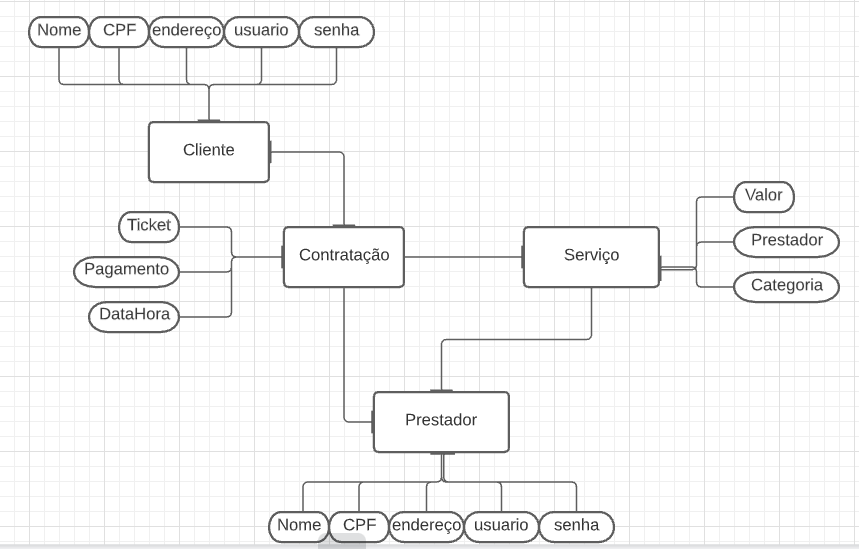 Nome CPF endereço usuario senha
Cliente
Valor
Ticket
Prestador
Contratação
Serviço
Pagamento
Categoria
DataHora
Prestador
Nome CPF endereço usuario senha